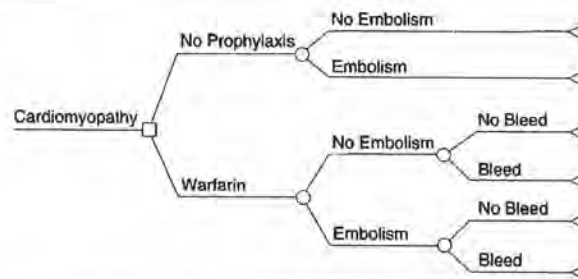 No Embolism
No Prophylaxis
Embolism
Cardiomyopathy
No Bleed
No Embolism
Bleed
Warfarin
No Bleed
Embolism
Bleed